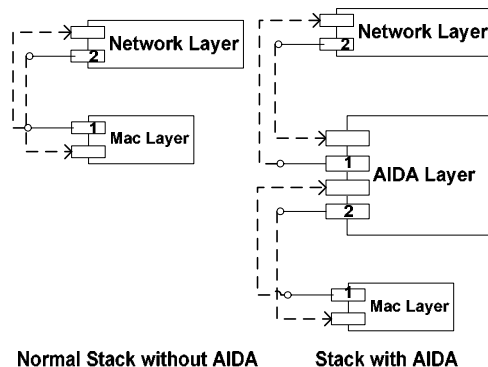 Network Layer
2
1
Mac Layer
Normal Stack without AIDA
Network Layer
2
1
AIDA Layer
2
1
Mac Layer
Stack with AIDA